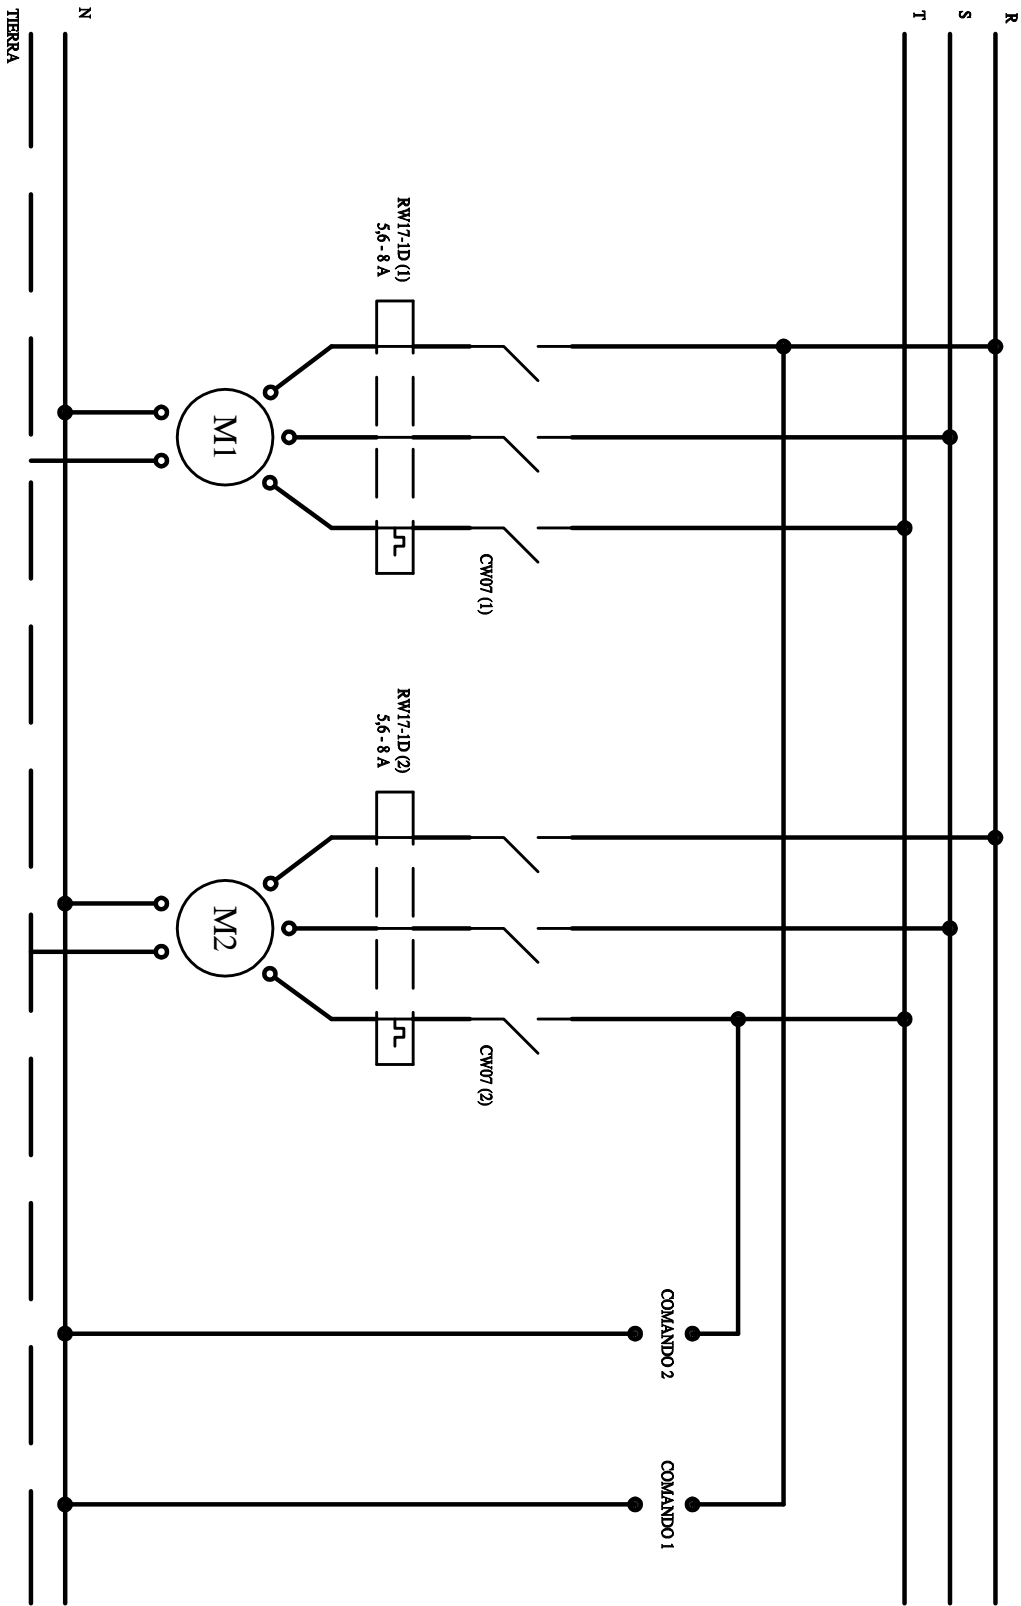 R
S
T
RW17-1D (1)
5,6 - 8 A
CW07 (1)
M1
RW17-1D (2)
5,6 - 8 A
CW07 (2)
M2
COMANDO 2
COMANDO 1
N
TIERRA